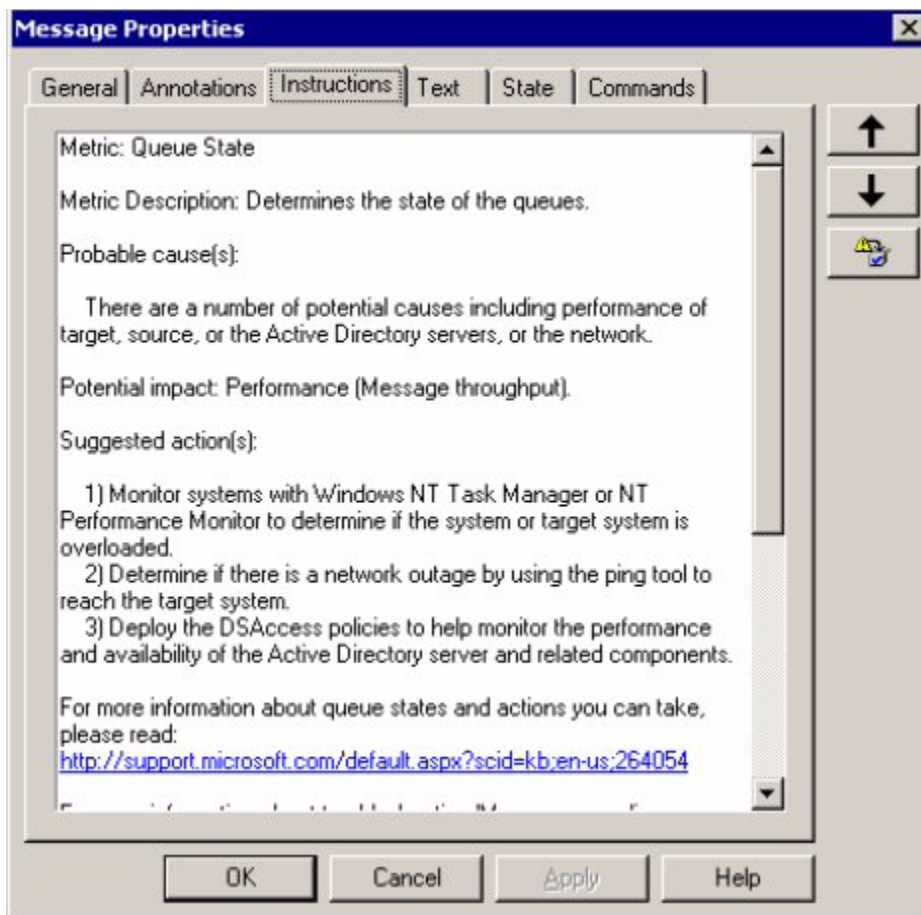 Message Properties
General Annotations Instructions Text State Commands
Metric: Queue State
Metric Description: Determines the state of the queues.
Probable cause(s):
There are a number of potential causes including performance of
target, source, or the Active Directory servers, or the network.
Potential impact: Performance (Message throughput).
Suggested action(s):
1) Monitor systems with Windows NT Task Manager or NT
Performance Monitor to determine if the system or target system is
overloaded.
2) Determine if there is a network outage by using the ping tool to
reach the target system.
3) Deploy the DSAccess policies to help monitor the performance
and availability of the Active Directory server and related components.
For more information about queue states and actions you can take,
please read:
http://support.microsoft.com/default.aspx?scid=kb;en-us;264054
OK Cancel Apply Help